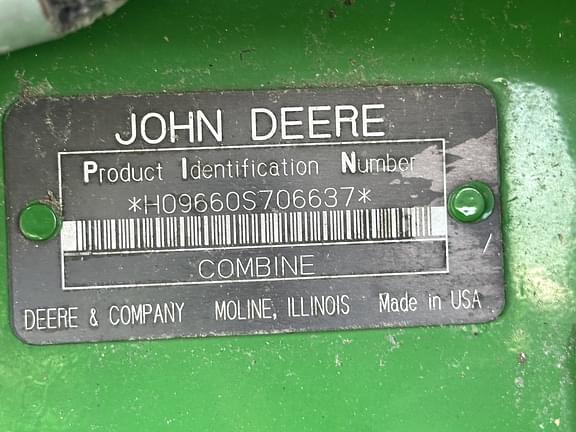 JOHN DEERE
Product Identification Number
*H09660S706637*
COMBINE
DEERE & COMPANY MOLINE, ILLINOIS Made in USA